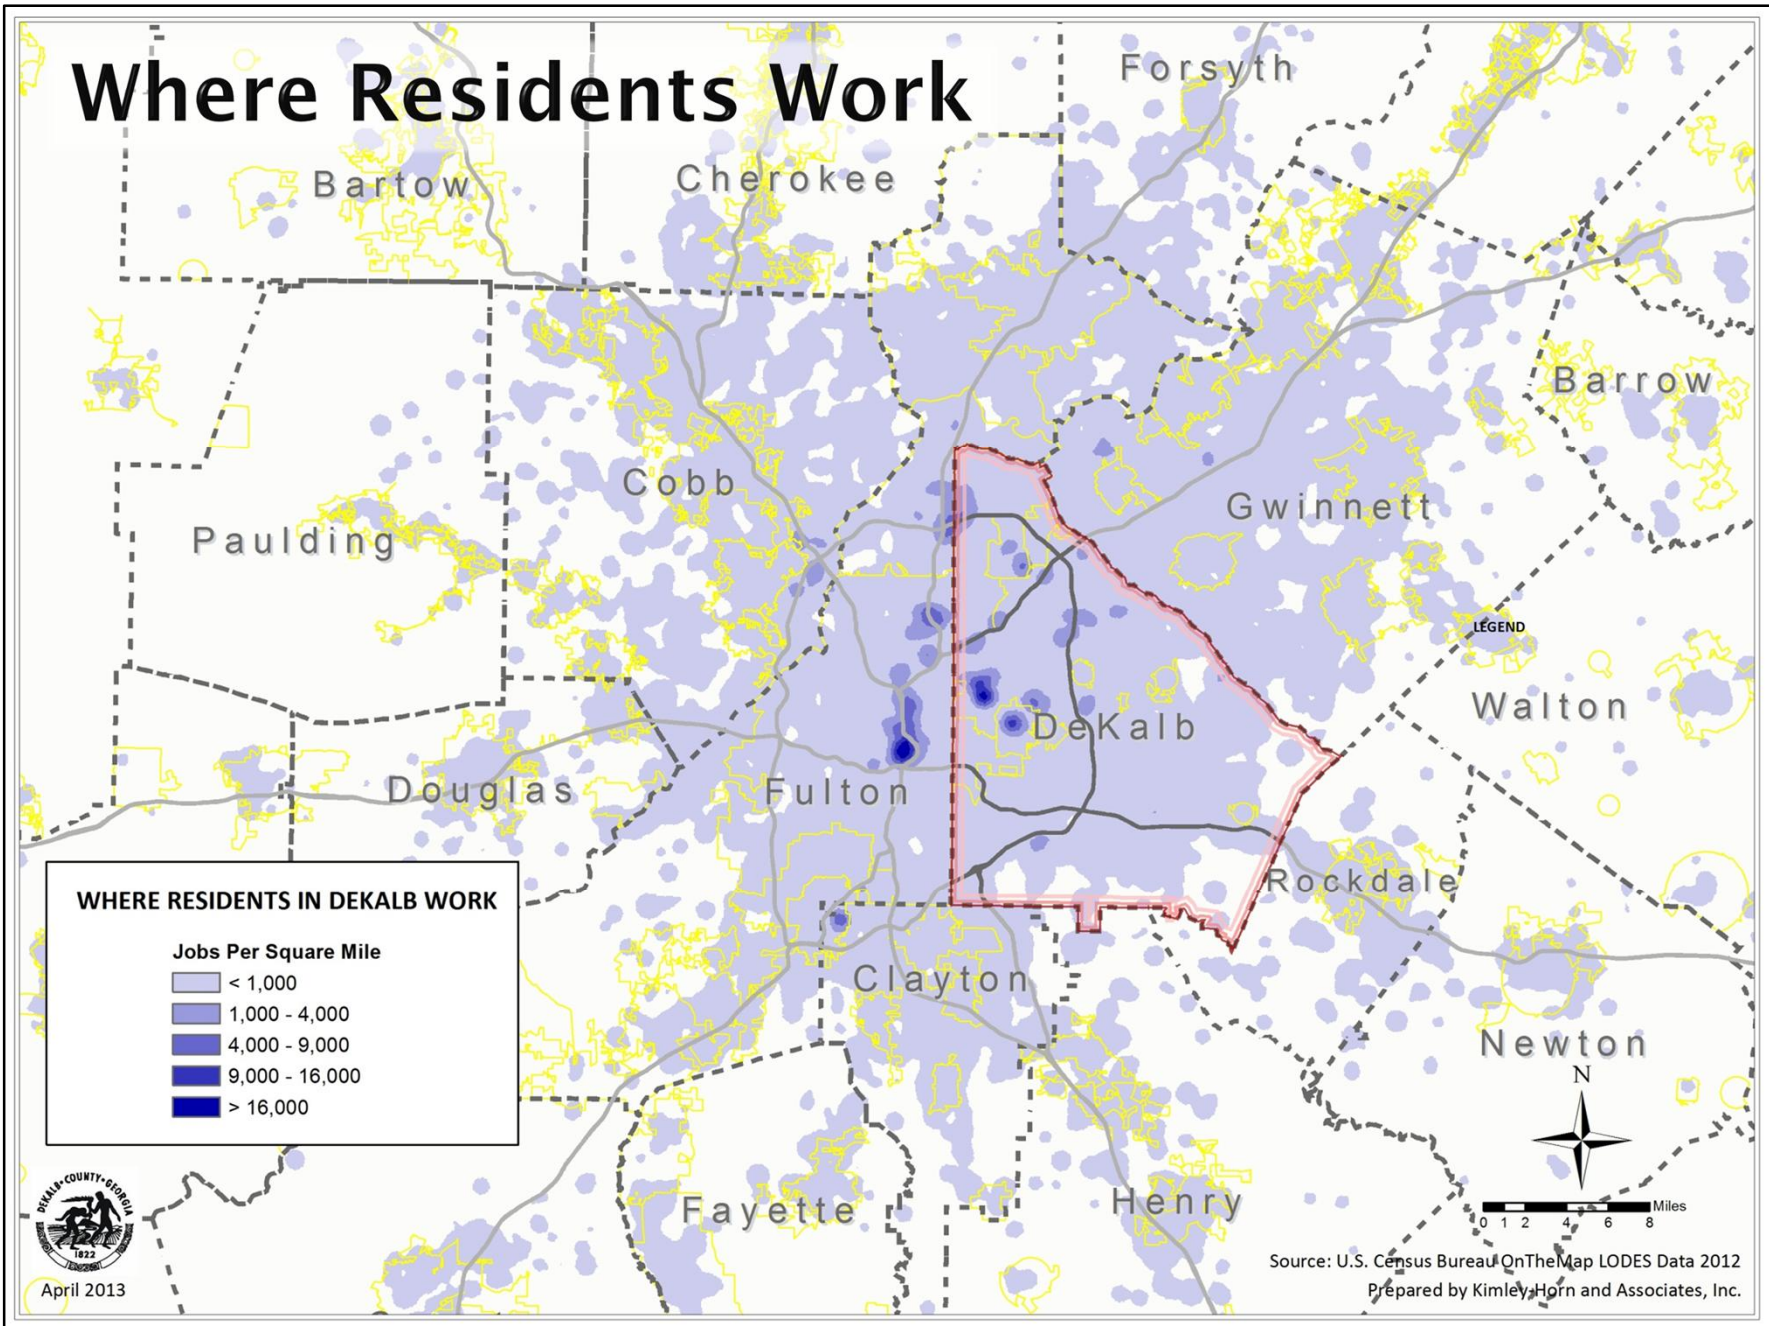 Where Residents Work
Forsyth
Bartow
Cherokee
Barrow
Cobb
Gwinnett
Paulding
LEGEND
Walton
DeKalb
Douglas
Fulton
Rockdale
WHERE RESIDENTS IN DEKALB WORK
Jobs Per Square Mile
< 1,000
1,000 - 4,000
4,000 - 9,000
9,000 - 16,000
> 16,000
Clayton
Newton
N
Fayette
Henry
Miles
0 1 2 4 6 8
DEKALB·COUNTY·GEORGIA
1822
April 2013
Source: U.S. Census Bureau OnTheMap LODES Data 2012
Prepared by Kimley-Horn and Associates, Inc.